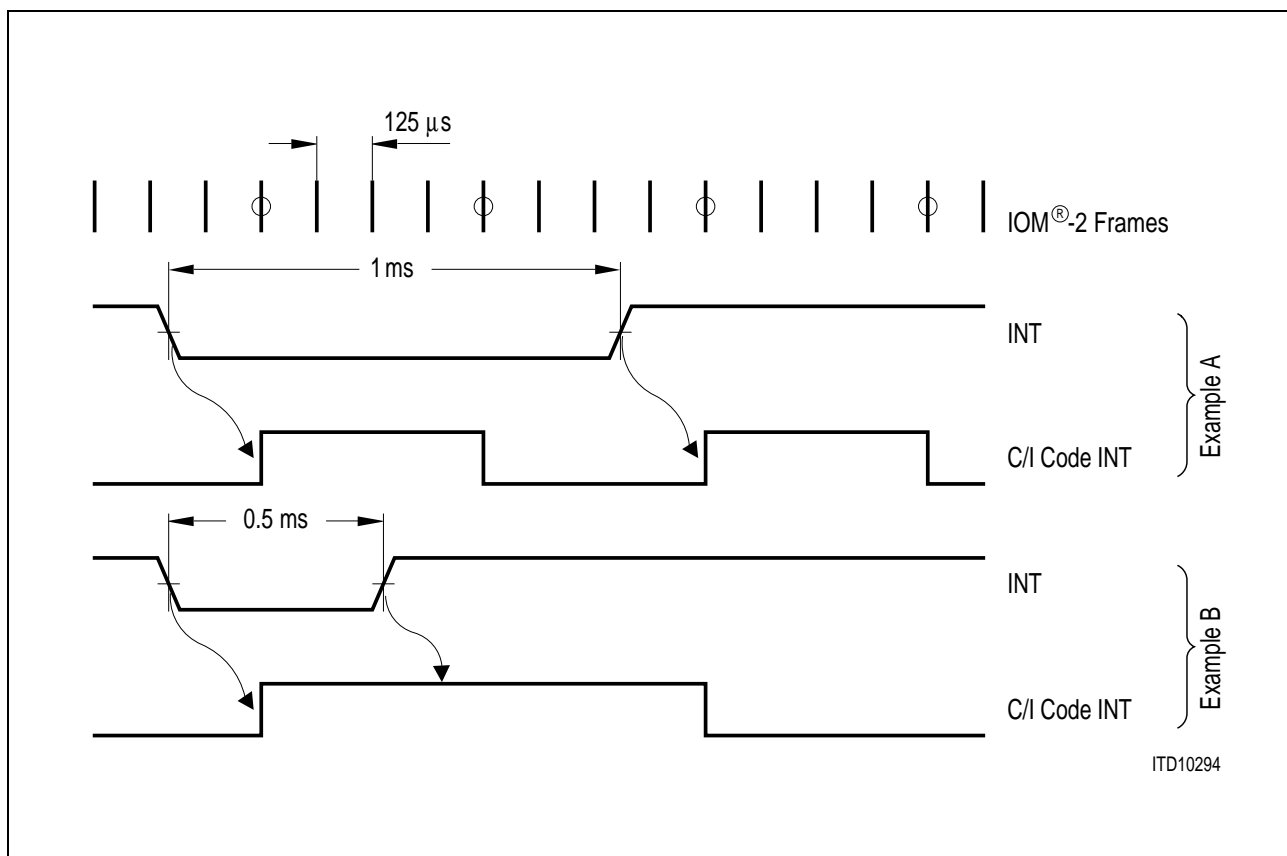 125 µs
IOM®-2 Frames
1 ms
INT
C/I Code INT
Example A
0.5 ms
INT
C/I Code INT
Example B
ITD10294